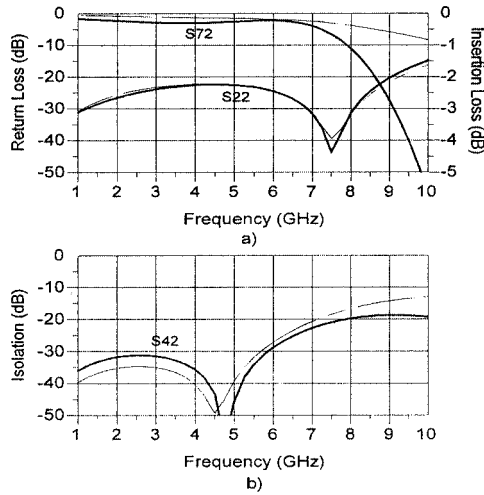 Return Loss (dB)
0
-10
-20
-30
-40
-50
S72
S22
0
-1
-2
-3
-4
-5
Insertion Loss (dB)
1 2 3 4 5 6 7 8 9 10
Frequency (GHz)
a)
Isolation (dB)
0
-10
-20
-30
-40
-50
S42
1 2 3 4 5 6 7 8 9 10
Frequency (GHz)
b)